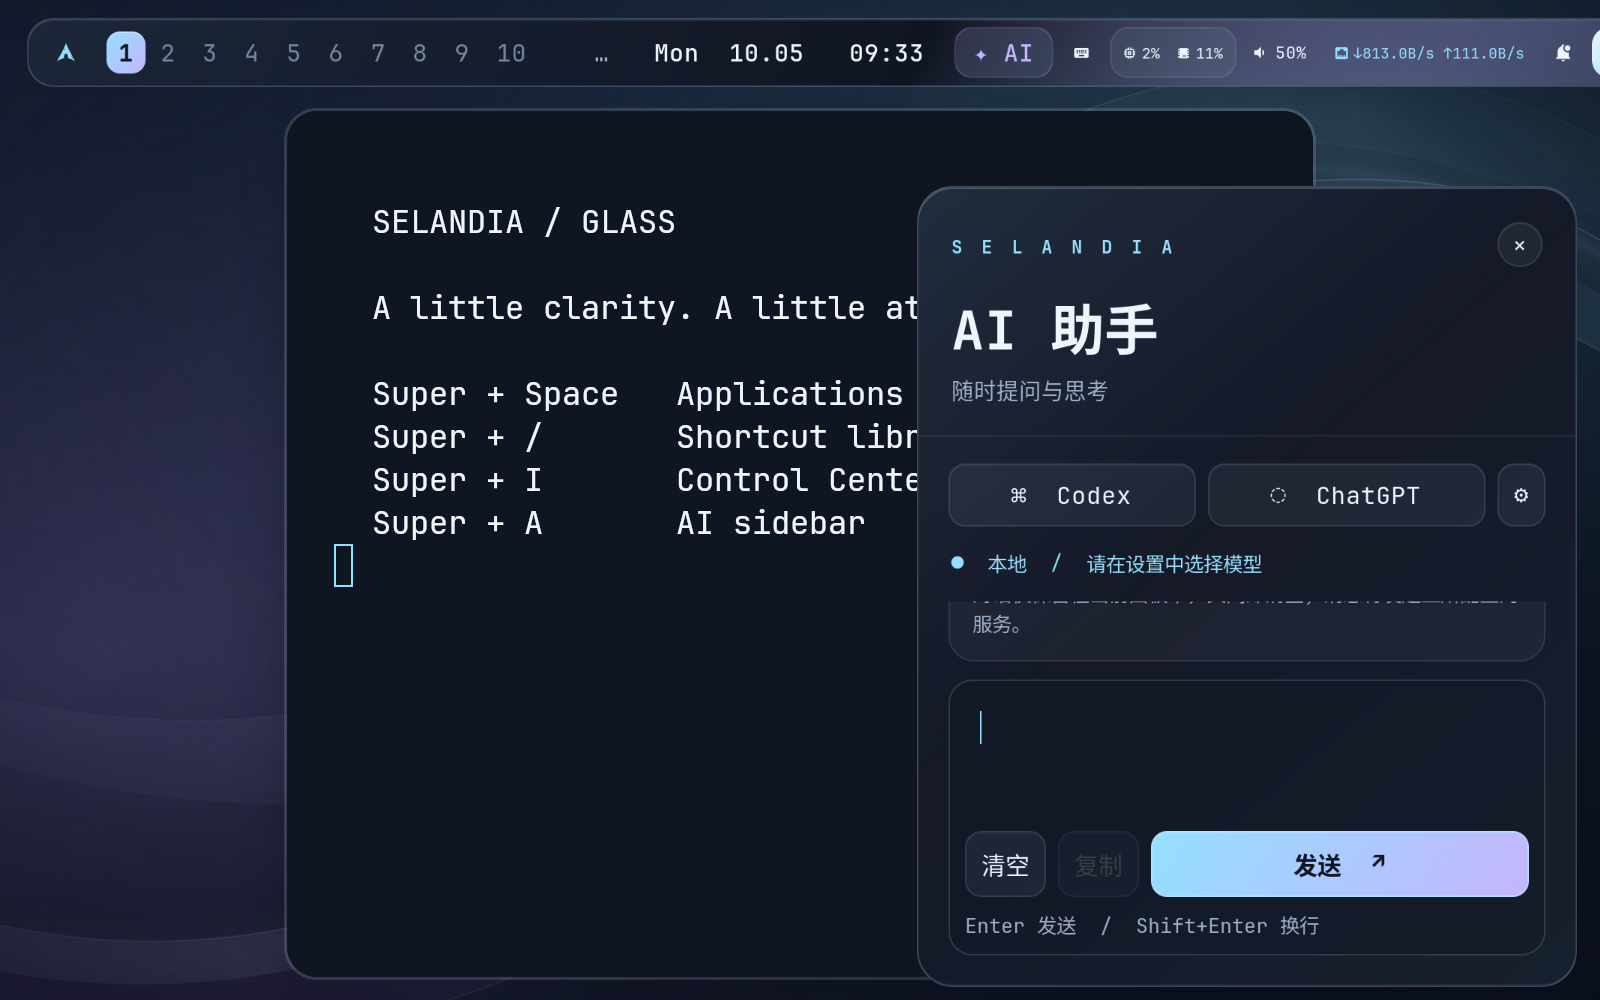 1 2 3 4 5 6 7 8 9 10 … Mon 10.05 09:33 ✦ AI 2% 11% 50% ↓813.0B/s ↑111.0B/s
SELANDIA / GLASS
A little clarity. A little at
Super + Space Applications
Super + / Shortcut libr
Super + I Control Cente
Super + A AI sidebar
SELANDIA ×
AI 助手
随时提问与思考
⌘ Codex ChatGPT ⚙
● 本地 / 请在设置中选择模型
服务。
清空 复制 发送 ↗
Enter 发送 / Shift+Enter 换行